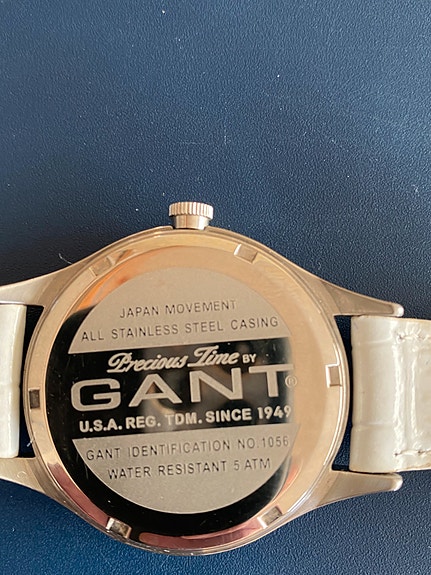 JAPAN MOVEMENT
ALL STAINLESS STEEL CASING
Precious Time BY
GANT®
U.S.A. REG. TDM. SINCE 1949
GANT IDENTIFICATION NO.1056
WATER RESISTANT 5 ATM